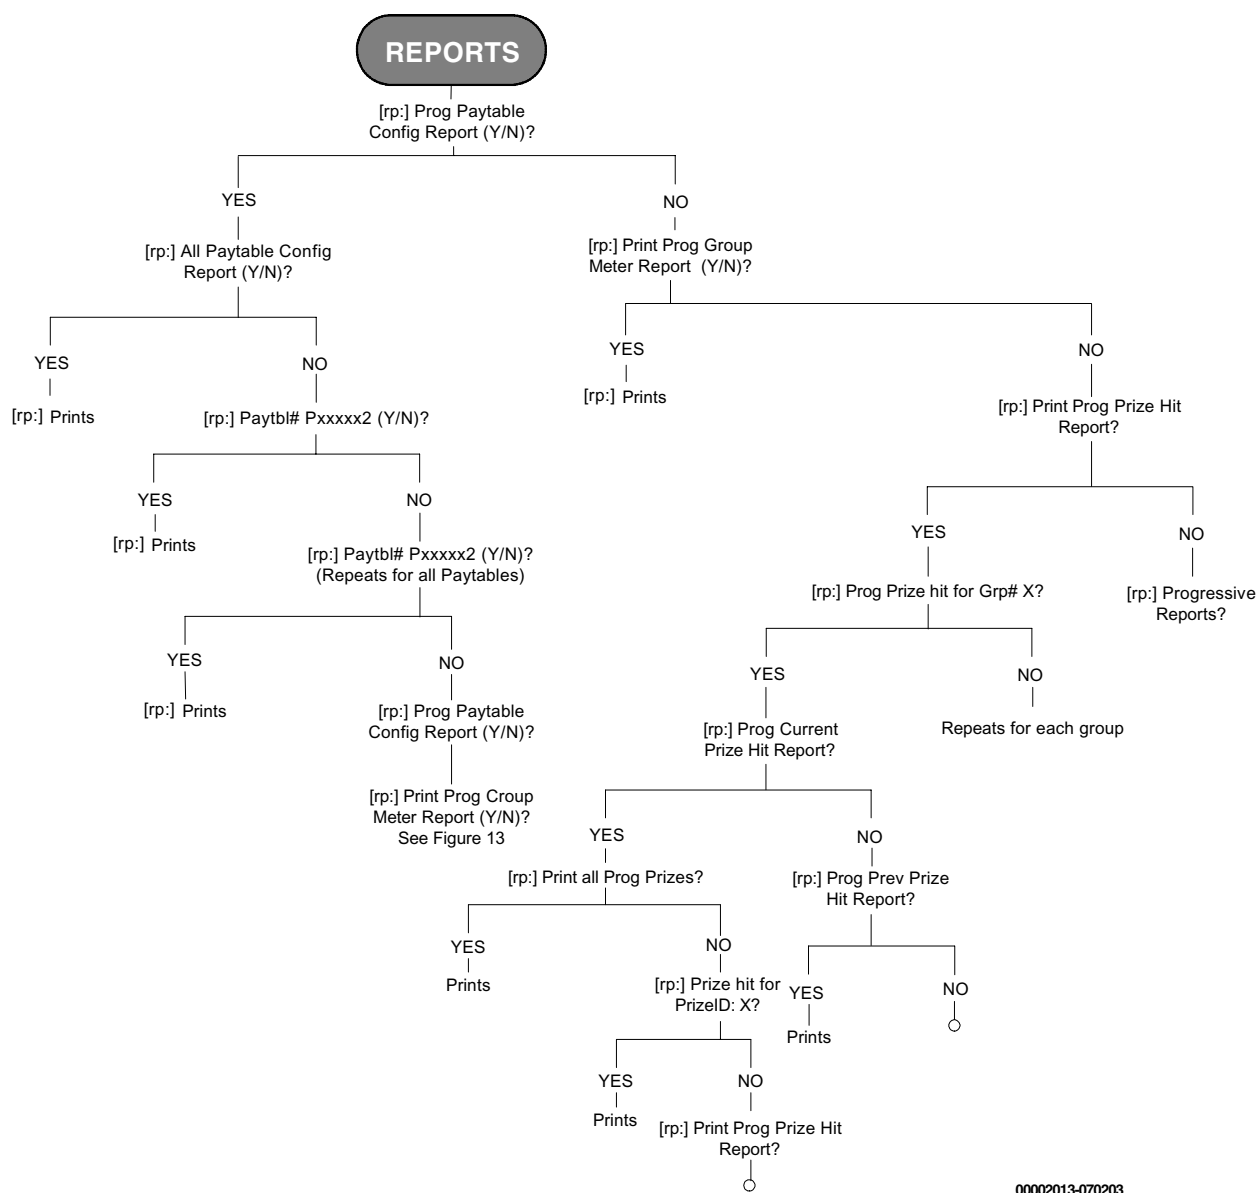 REPORTS
[rp:] Prog Paytable
Config Report (Y/N)?
YES
NO
[rp:] All Paytable Config
Report (Y/N)?
[rp:] Print Prog Group
Meter Report (Y/N)?
YES
NO
YES
NO
[rp:] Prints
[rp:] Paytbl# Pxxxxx2 (Y/N)?
[rp:] Prints
[rp:] Print Prog Prize Hit
Report?
YES
NO
[rp:] Prints
[rp:] Paytbl# Pxxxxx2 (Y/N)?
(Repeats for all Paytables)
YES
NO
[rp:] Prog Prize hit for Grp# X?
[rp:] Progressive
Reports?
YES
NO
[rp:] Prints
[rp:] Prog Paytable
Config Report (Y/N)?
[rp:] Print Prog Croup
Meter Report (Y/N)?
See Figure 13
YES
NO
[rp:] Prog Current
Prize Hit Report?
Repeats for each group
YES
NO
[rp:] Print all Prog Prizes?
[rp:] Prog Prev Prize
Hit Report?
YES
NO
Prints
[rp:] Prize hit for
PrizeID: X?
YES
NO
Prints
YES
NO
Prints
[rp:] Print Prog Prize Hit
Report?
00002013-070203